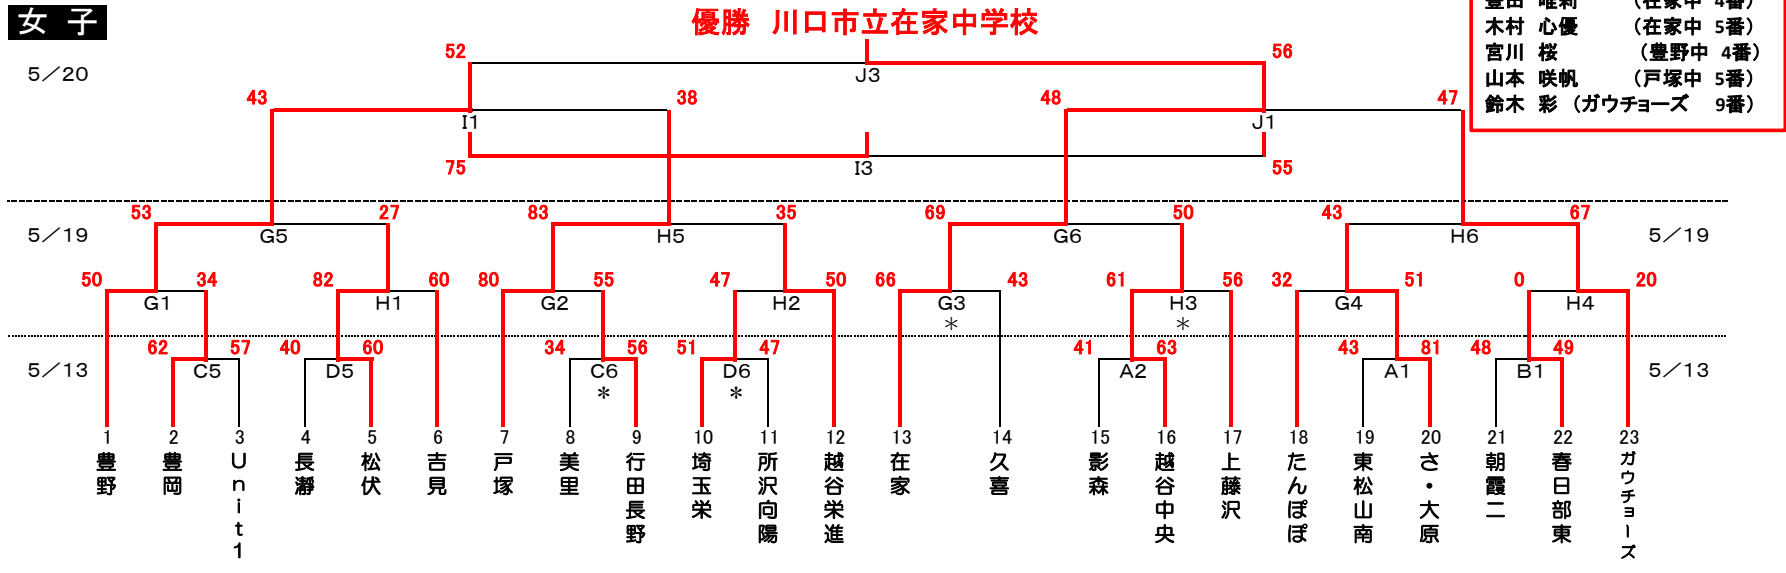 女 子
優勝 川口市立在家中学校
豊田 唯莉 (在家中 4番)
木村 心優 (在家中 5番)
宮川 桜 (豊野中 4番)
山本 咲帆 (戸塚中 5番)
鈴木 彩 (ガウチョーズ 9番)
52 56
5/20 J3
43 38 48 47
I1 J1
75 I3 55
53 27 83 35 69 50 43 67
5/19 G5 H5 G6 H6 5/19
50 34 82 60 80 55 47 50 66 43 61 56 32 51 0 20
G1 H1 G2 H2 G3 H3 G4 H4
* *
62 57 40 60 34 56 51 47 41 63 43 81 48 49
5/13 C5 D5 C6 D6 A2 A1 B1 5/13
* *
1 2 3 4 5 6 7 8 9 10 11 12 13 14 15 16 17 18 19 20 21 22 23
豊野
豊岡
Unit1
長瀞
松伏
吉見
戸塚
美里
行田長野
埼玉栄
所沢向陽
越谷栄進
在家
久喜
影森
越谷中央
上藤沢
たんぽぽ
東松山南
さ・大原
朝霞二
春日部東
ガウチョーズ